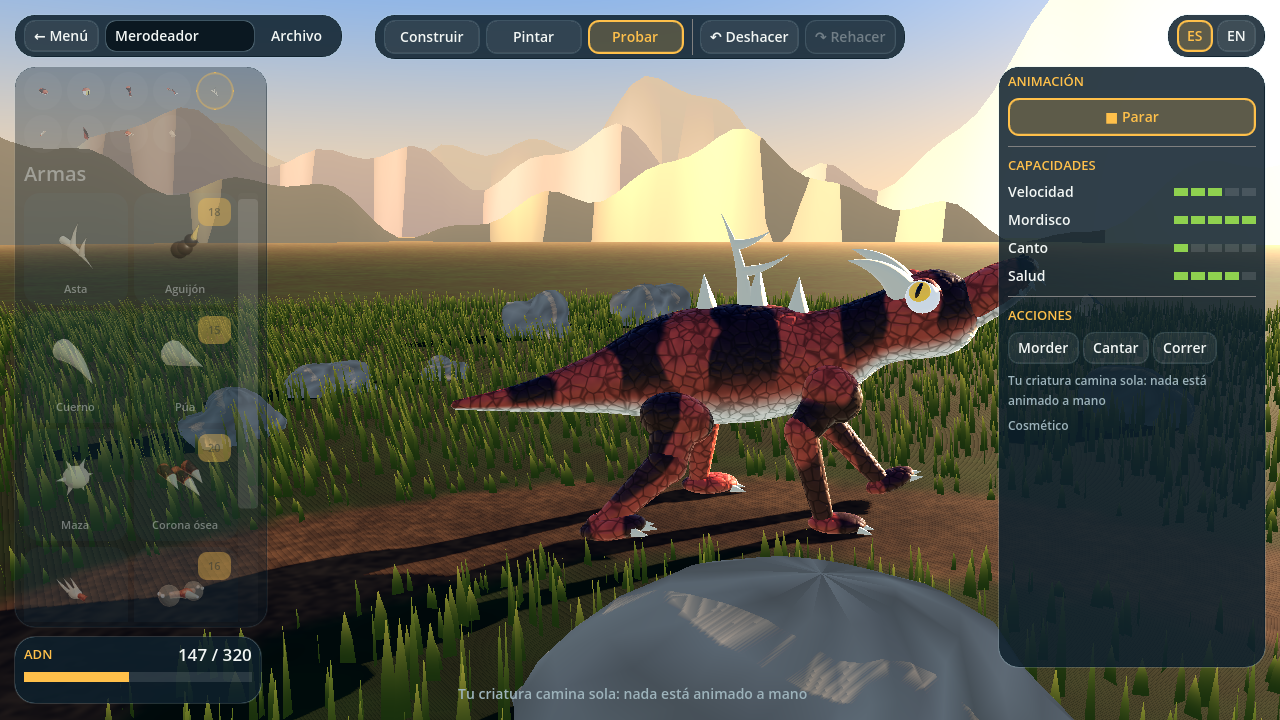 ← Menú
Merodeador
Archivo
Construir
Pintar
Probar
↶ Deshacer
↷ Rehacer
ES
EN
Armas
18
Asta
Aguijón
15
Cuerno
Púa
20
Maza
Corona ósea
16
ADN
147 / 320
ANIMACIÓN
■ Parar
CAPACIDADES
Velocidad
Mordisco
Canto
Salud
ACCIONES
Morder
Cantar
Correr
Tu criatura camina sola: nada está
animado a mano
Cosmético
Tu criatura camina sola: nada está animado a mano